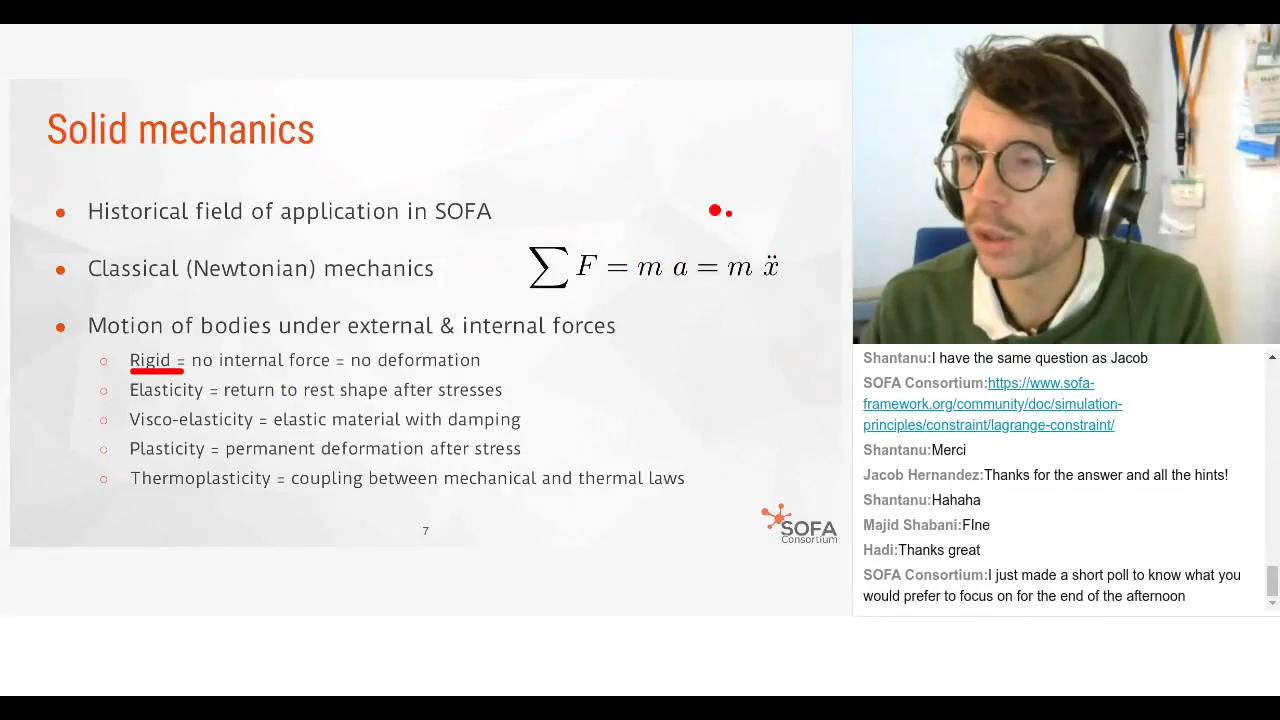 Solid mechanics
Historical field of application in SOFA
Classical (Newtonian) mechanics
∑ F = m a = m ẍ
Motion of bodies under external & internal forces
Rigid = no internal force = no deformation
Elasticity = return to rest shape after stresses
Visco-elasticity = elastic material with damping
Plasticity = permanent deformation after stress
Thermoplasticity = coupling between mechanical and thermal laws
7
SOFA
Consortium
Shantanu:I have the same question as Jacob
SOFA Consortium:https://www.sofa-
framework.org/community/doc/simulation-
principles/constraint/lagrange-constraint/
Shantanu:Merci
Jacob Hernandez:Thanks for the answer and all the hints!
Shantanu:Hahaha
Majid Shabani:FIne
Hadi:Thanks great
SOFA Consortium:I just made a short poll to know what you
would prefer to focus on for the end of the afternoon